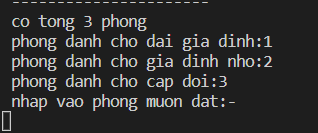 ----------------------
co tong 3 phong
phong danh cho dai gia dinh:1
phong danh cho gia dinh nho:2
phong danh cho cap doi:3
nhap vao phong muon dat:-